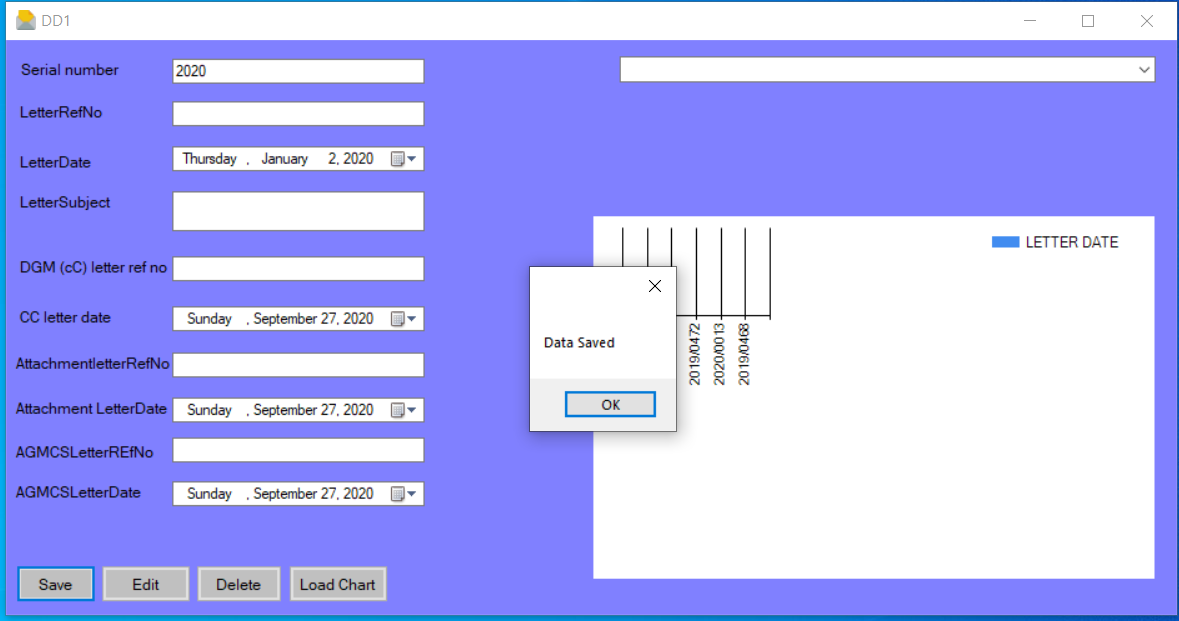 DD1
Serial number 2020
LetterRefNo
LetterDate Thursday , January 2, 2020
LetterSubject
DGM (cC) letter ref no
CC letter date Sunday , September 27, 2020
AttachmentletterRefNo
Attachment LetterDate Sunday , September 27, 2020
AGMCSLetterREfNo
AGMCSLetterDate Sunday , September 27, 2020
Save Edit Delete Load Chart
LETTER DATE
2019/0472
2020/0013
2019/0468
Data Saved
OK